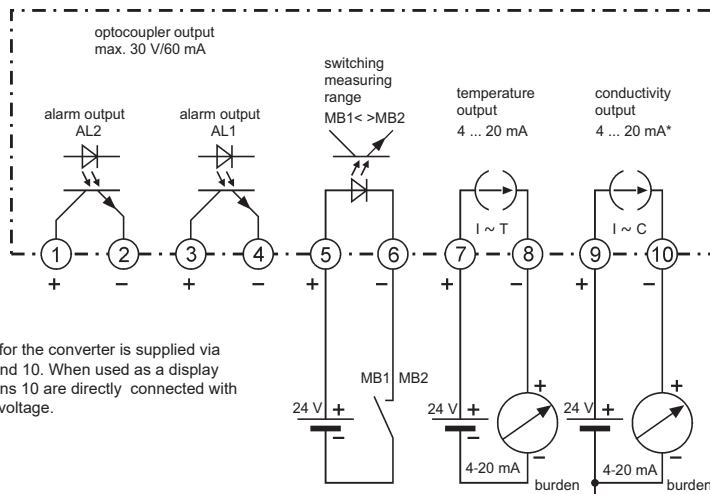 optocoupler output
max. 30 V/60 mA
switching
measuring
range
MB1< >MB2
temperature
output
4 ... 20 mA
conductivity
output
4 ... 20 mA*
alarm output
AL2
alarm output
AL1
I ~ T
I ~ C
1 2 3 4 5 6 7 8 9 10
+ – + – + – + – + –
for the converter is supplied via
nd 10. When used as a display
ns 10 are directly connected with
voltage.
MB1 MB2
24 V + –
24 V + –
+ –
24 V + –
+ –
4-20 mA
burden
4-20 mA
burden